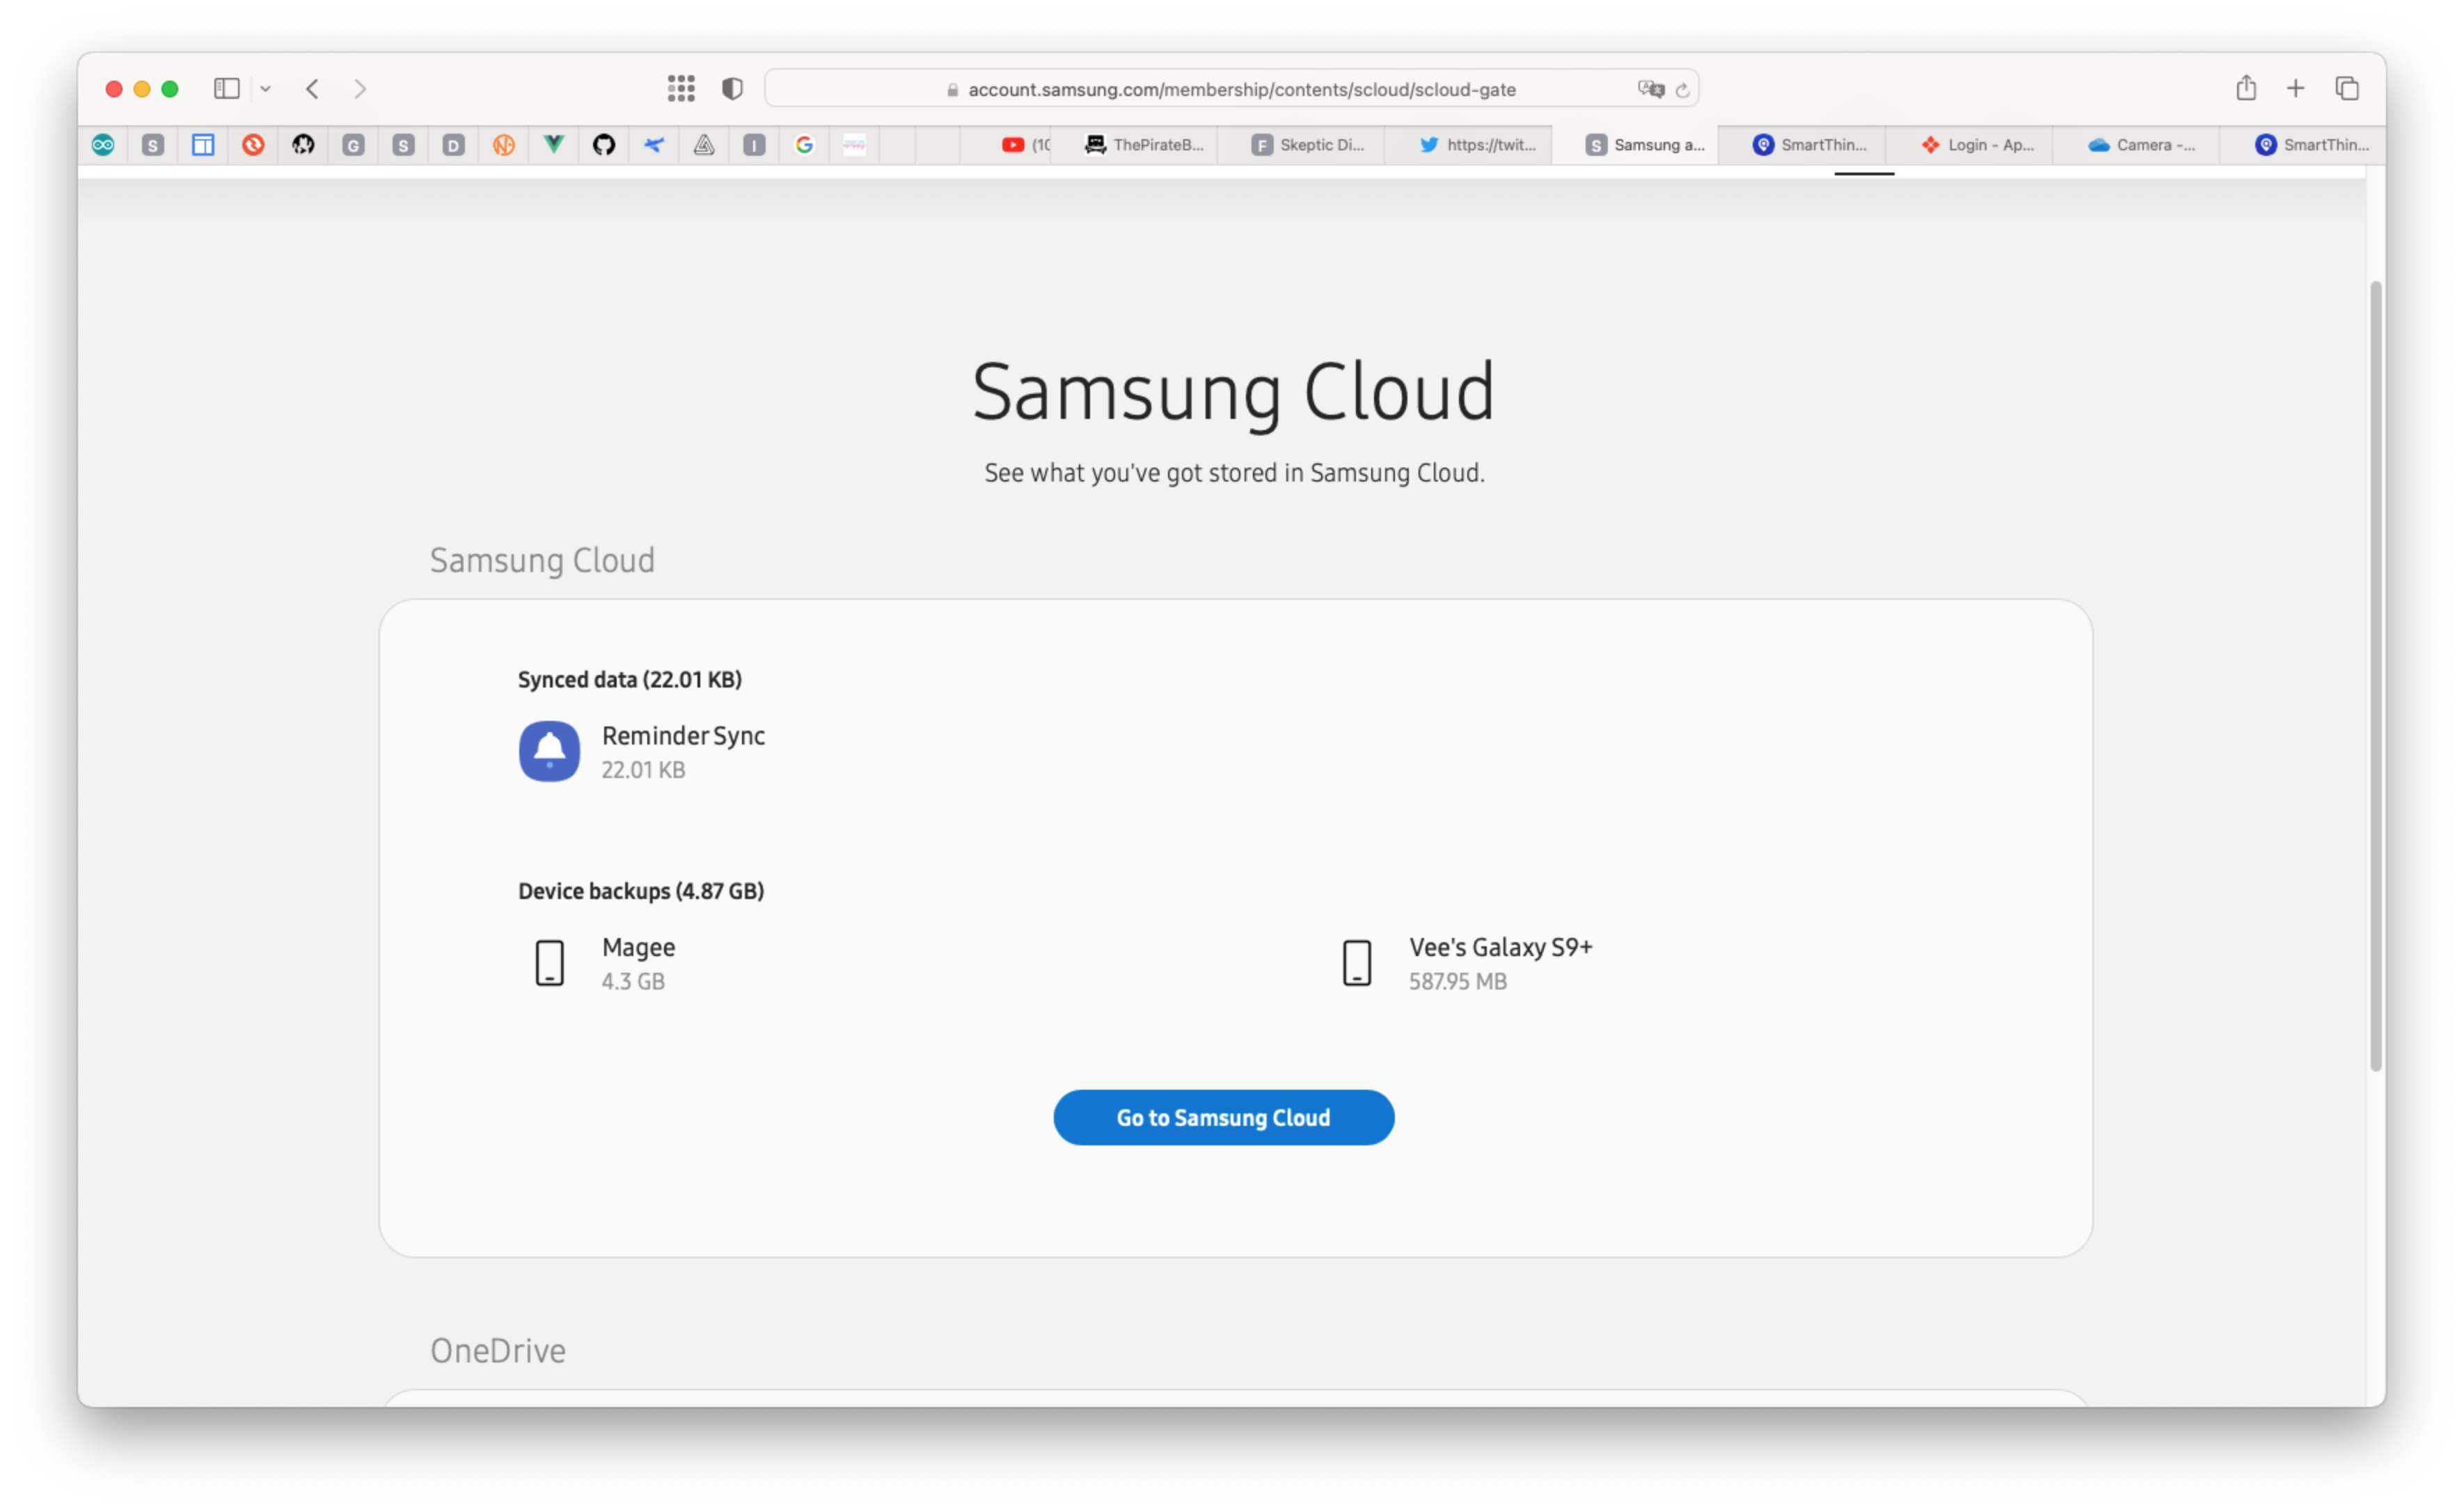 account.samsung.com/membership/contents/scloud/scloud-gate
S
G
S
D
I
(10
ThePirateB...
F Skeptic Di...
https://twit...
S Samsung a...
SmartThin...
Login - Ap...
Camera -...
SmartThin...
Samsung Cloud
See what you've got stored in Samsung Cloud.
Samsung Cloud
Synced data (22.01 KB)
Reminder Sync
22.01 KB
Device backups (4.87 GB)
Magee
4.3 GB
Vee's Galaxy S9+
587.95 MB
Go to Samsung Cloud
OneDrive